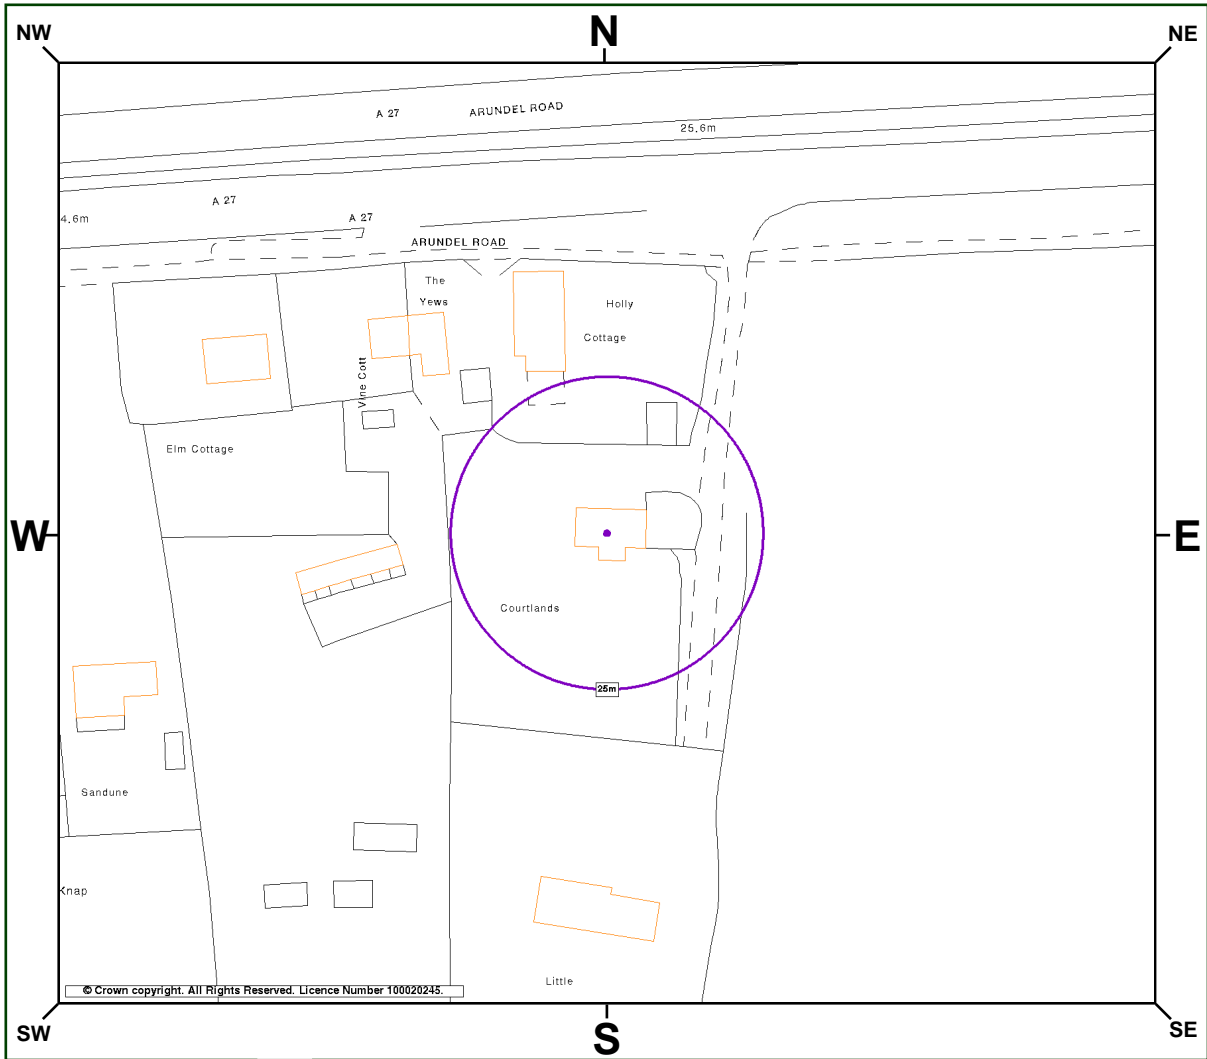 NW
N
NE
A 27
ARUNDEL ROAD
25.6m
A 27
4.6m
A 27
ARUNDEL ROAD
The
Yews
Holly
Cottage
Vine Cott
Elm Cottage
W
E
Courtlands
25m
Sandune
Knap
Little
© Crown copyright. All Rights Reserved. Licence Number 100020245.
SW
S
SE